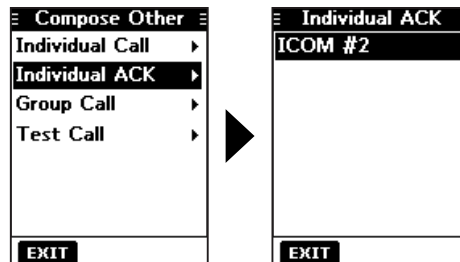 Compose Other
Individual Call
Individual ACK
Group Call
Test Call
EXIT
Individual ACK
ICOM #2
EXIT